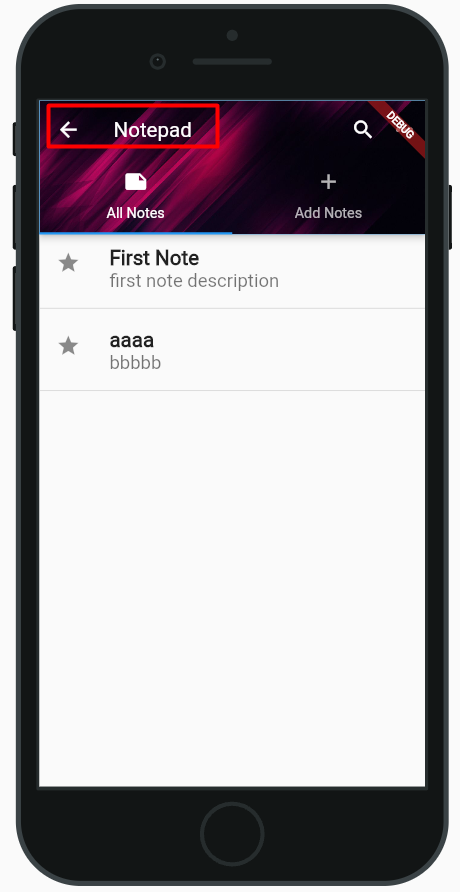 Notepad
DEBUG
All Notes
Add Notes
First Note
first note description
aaaa
bbbbb